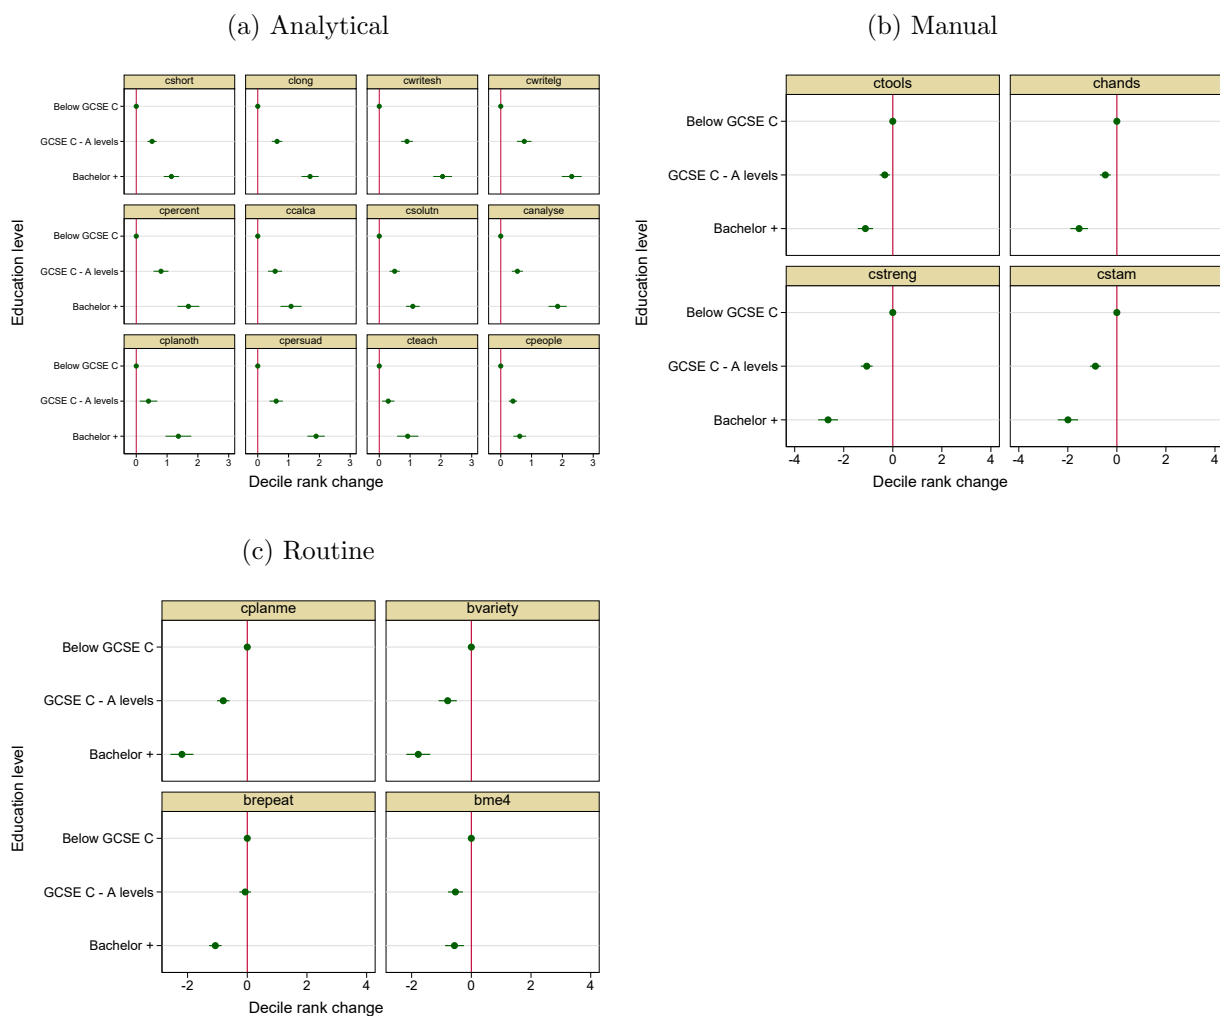 (a) Analytical
cshort clong cwritesh cwritelg
Below GCSE C
GCSE C - A levels
Bachelor +
cpercent ccalca csolutn canalyse
Below GCSE C
GCSE C - A levels
Bachelor +
cplanoth cpersuad cteach cpeople
Below GCSE C
GCSE C - A levels
Bachelor +
0 1 2 3 0 1 2 3 0 1 2 3 0 1 2 3
Decile rank change
Education level
(b) Manual
ctools chands
Below GCSE C
GCSE C - A levels
Bachelor +
cstreng cstam
Below GCSE C
GCSE C - A levels
Bachelor +
-4 -2 0 2 4 -4 -2 0 2 4
Decile rank change
Education level
(c) Routine
cplanme bvariety
Below GCSE C
GCSE C - A levels
Bachelor +
brepeat bme4
Below GCSE C
GCSE C - A levels
Bachelor +
-2 0 2 4 -2 0 2 4
Decile rank change
Education level